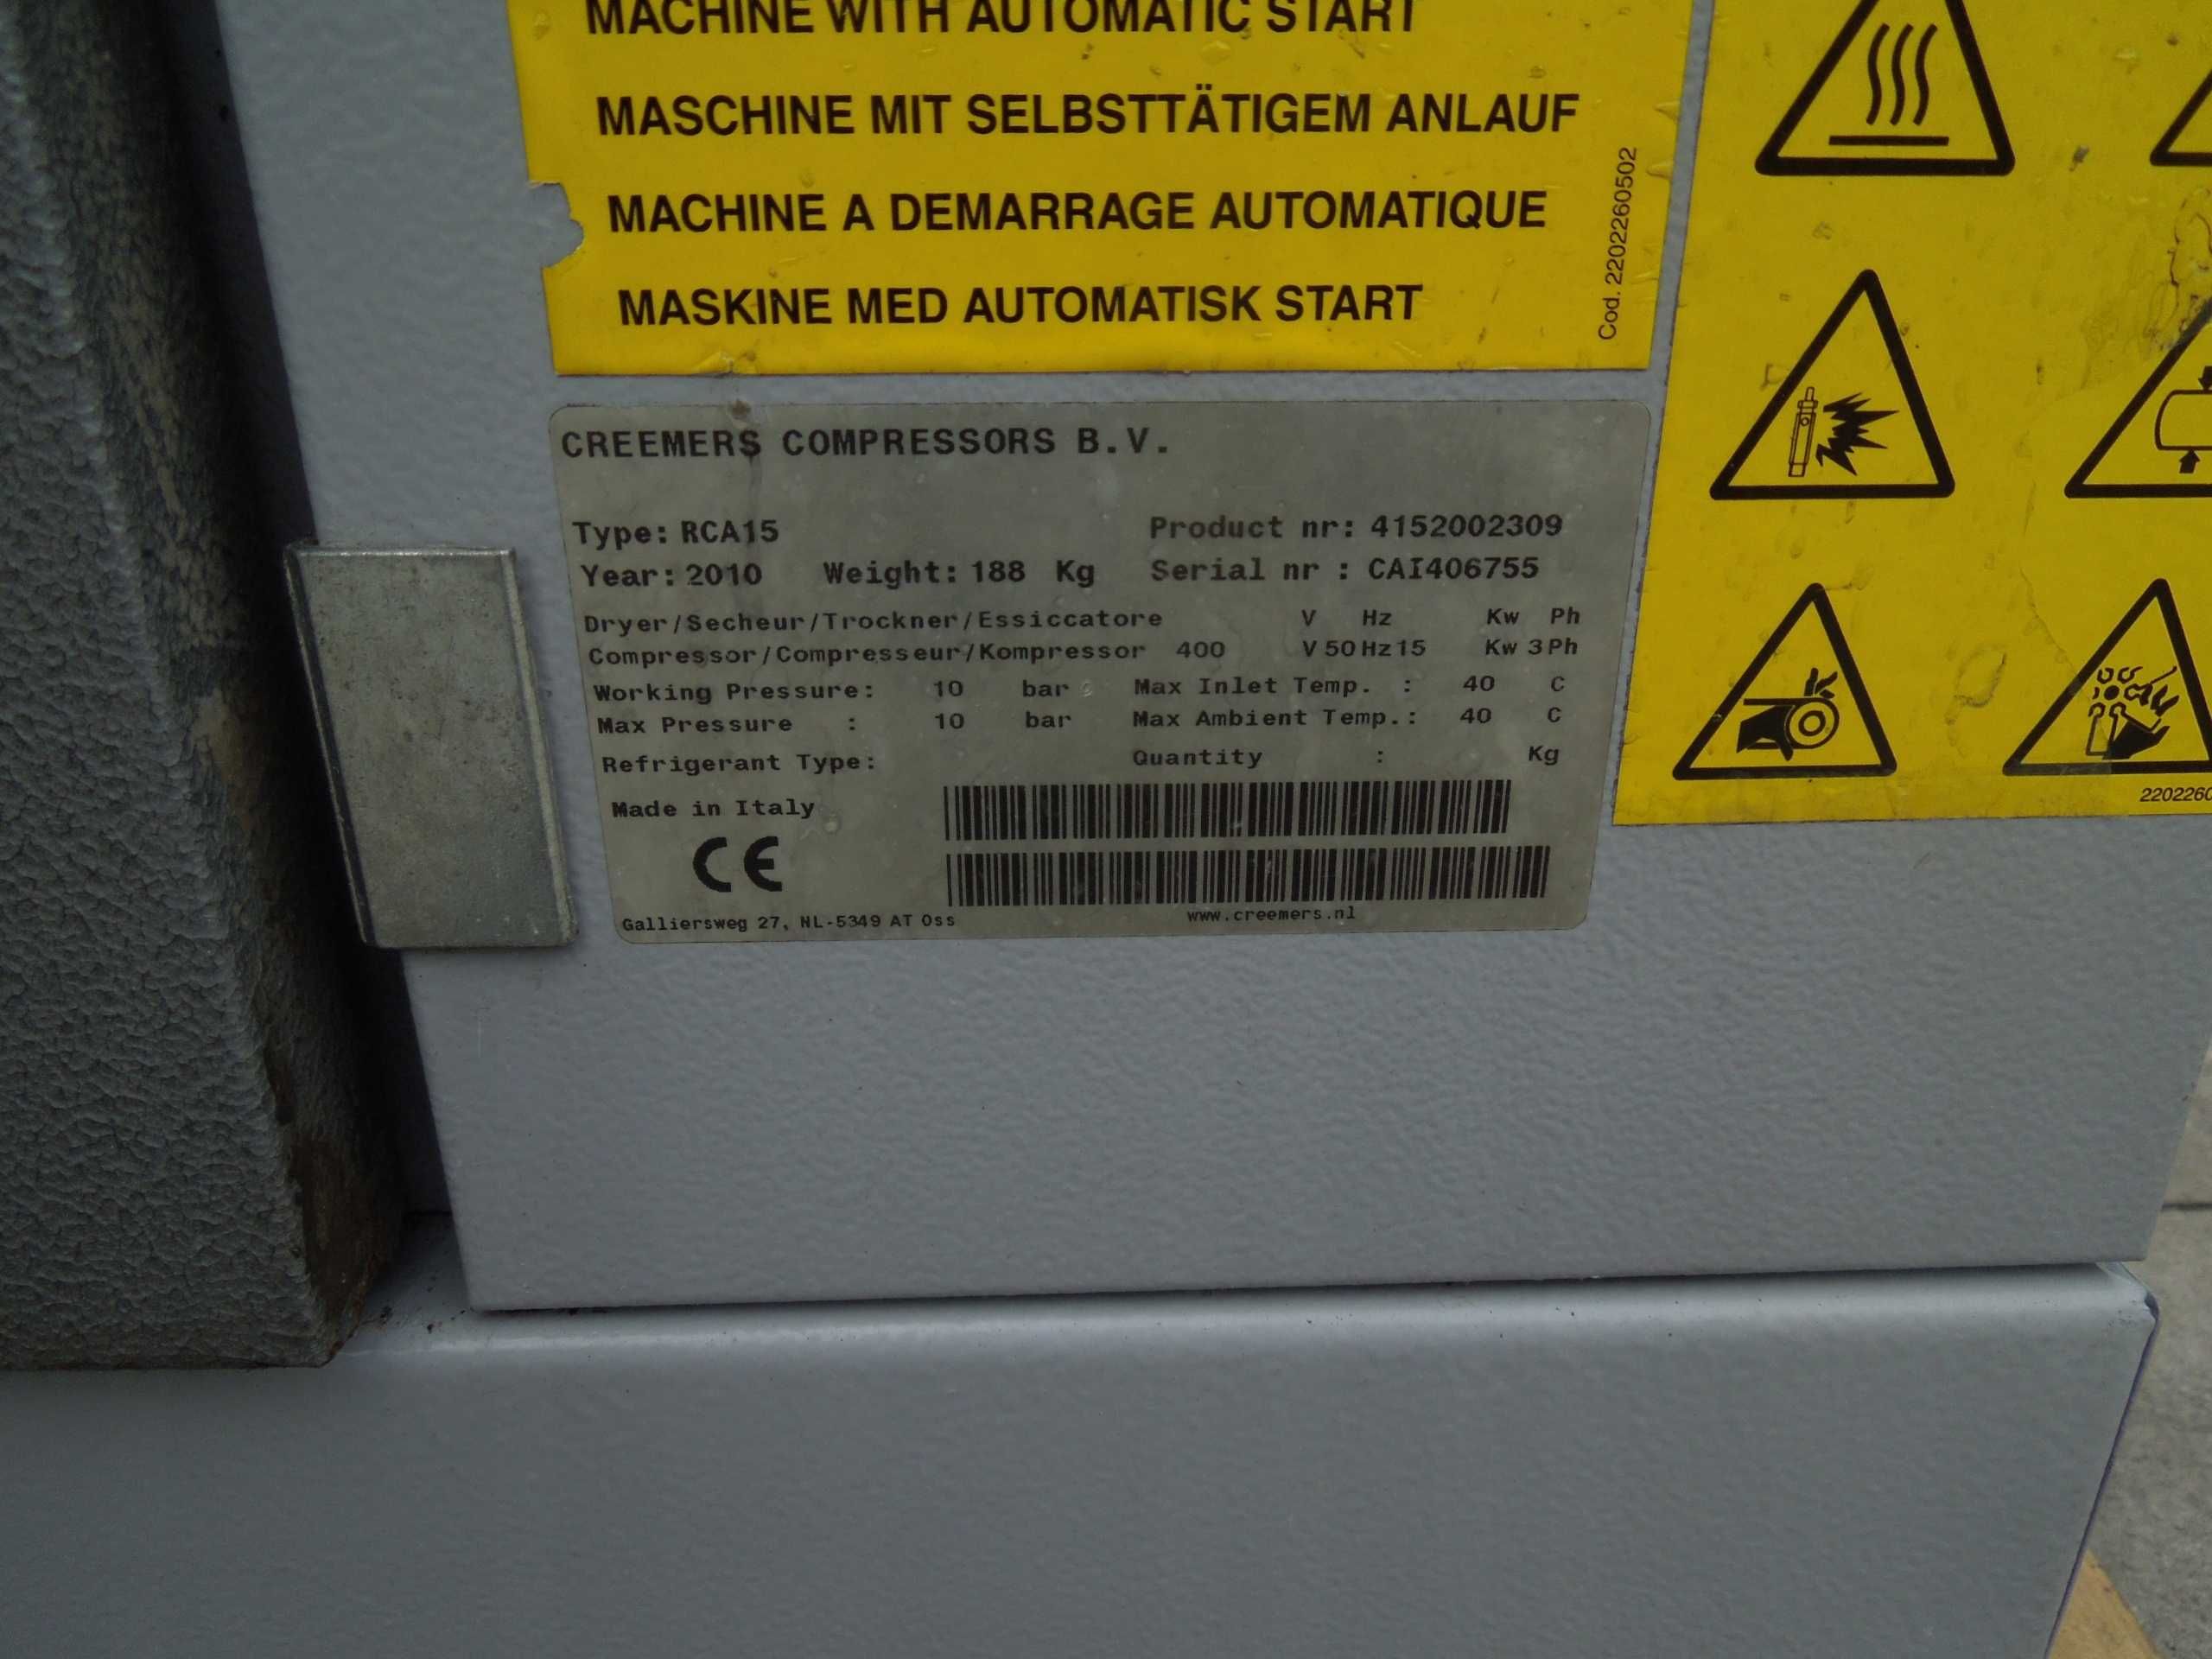 MACHINE WITH AUTOMATIC START
MASCHINE MIT SELBSTTÄTIGEM ANLAUF
MACHINE A DEMARRAGE AUTOMATIQUE
MASKINE MED AUTOMATISK START
Cod. 2202260502
CREEMERS COMPRESSORS B.V.
Type: RCA15 Product nr: 4152002309
Year: 2010 Weight: 188 Kg Serial nr : CAI406755
Dryer/Secheur/Trockner/Essiccatore V Hz Kw Ph
Compressor/Compresseur/Kompressor 400 V 50 Hz 15 Kw 3 Ph
Working Pressure: 10 bar Max Inlet Temp. : 40 C
Max Pressure : 10 bar Max Ambient Temp.: 40 C
Refrigerant Type: Quantity : Kg
Made in Italy
CE
Galliersweg 27, NL-5349 AT Oss www.creemers.nl